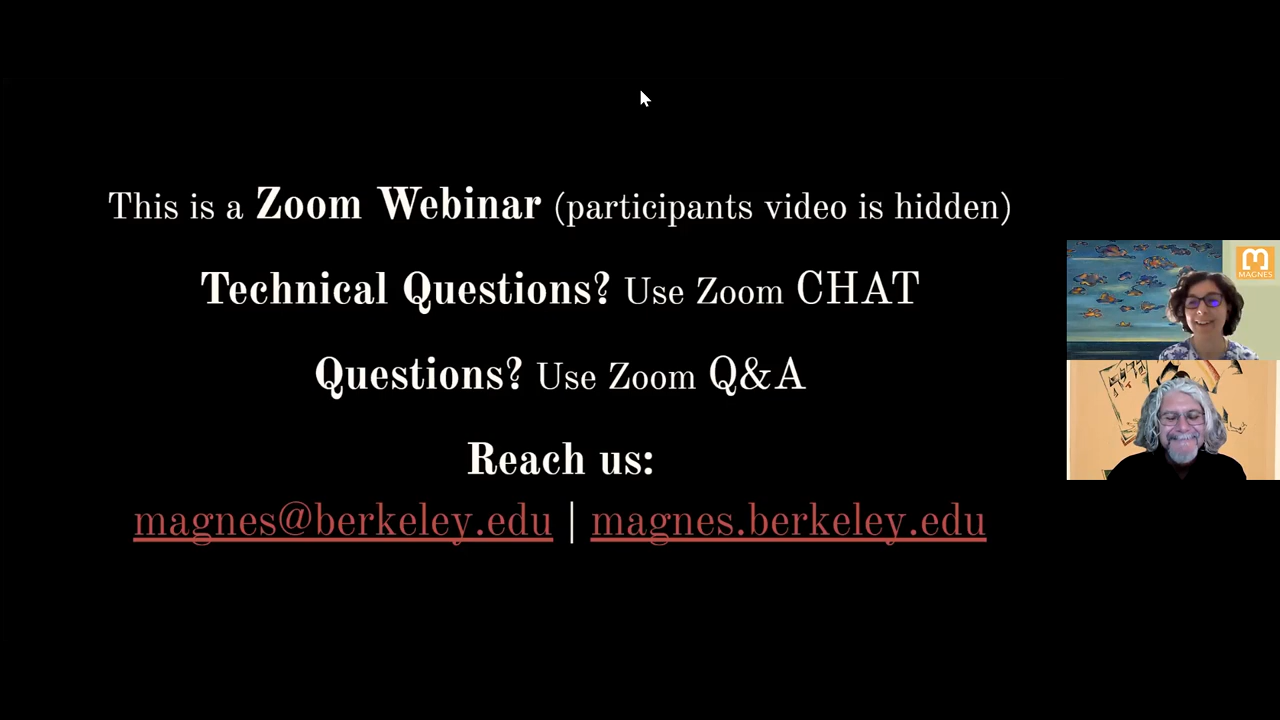 This is a Zoom Webinar (participants video is hidden)
Technical Questions? Use Zoom CHAT
Questions? Use Zoom Q&A
Reach us:
magnes@berkeley.edu | magnes.berkeley.edu
MAGNES